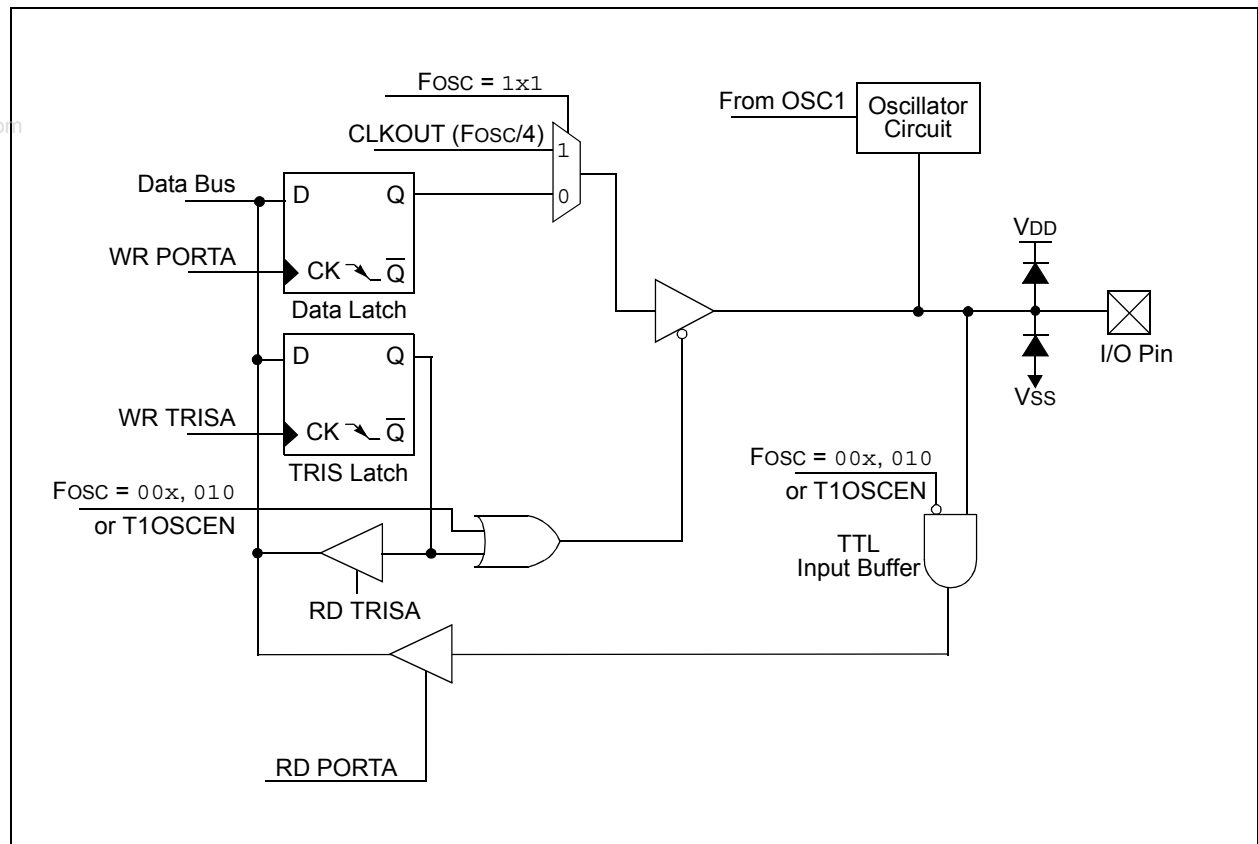 om
FOSC = 1x1
CLKOUT (FOSC/4)
1
0
From OSC1
Oscillator
Circuit
Data Bus
D
Q
WR PORTA
CK
Q̅
Data Latch
VDD
VSS
I/O Pin
D
Q
WR TRISA
CK
Q̅
TRIS Latch
FOSC = 00x, 010
or T1OSCEN
FOSC = 00x, 010
or T1OSCEN
TTL
Input Buffer
RD TRISA
RD PORTA